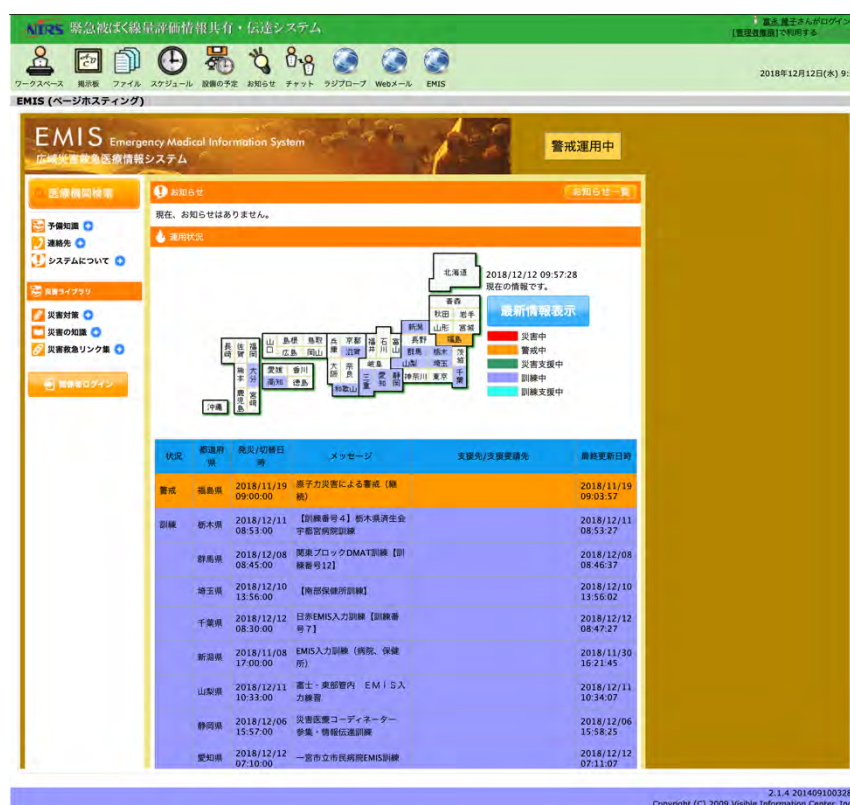 NIRS 緊急被ばく線量評価情報共有・伝達システム
さんがログイン
[管理者権限]で利用する
ワークスペース 掲示板 ファイル スケジュール 設備の予定 お知らせ チャット ラジプローブ Webメール EMIS
2018年12月12日(水) 9:
EMIS (ページホスティング)
EMIS Emergency Medical Information System
広域災害救急医療情報システム
警戒運用中
医療機関検索
お知らせ
お知らせ一覧
現在、お知らせはありません。
予備知識
連絡先
システムについて
運用状況
災害ライブラリ
災害対策
災害の知識
災害救急リンク集
関係者ログイン
北海道
青森
秋田 岩手
新潟 山形 宮城
長崎 佐賀 福岡 山口 島根 鳥取 兵庫 京都 福井 石川 富山 長野 福島
広島 岡山 滋賀 群馬 栃木 茨城
熊本 大分 愛媛 香川 大阪 奈良 岐阜 山梨 埼玉 千葉
高知 徳島 和歌山 三重 愛知 静岡 神奈川 東京
鹿児島 宮崎
沖縄
2018/12/12 09:57:28
現在の情報です。
最新情報表示
災害中
警戒中
災害支援中
訓練中
訓練支援中
状況 都道府県 発災/切替日時 メッセージ 支援先/支援要請先 最終更新日時
警戒 福島県 2018/11/19 09:00:00 原子力災害による警戒（継続） 2018/11/19 09:03:57
訓練 栃木県 2018/12/11 08:53:00 【訓練番号４】栃木県済生会宇都宮病院訓練 2018/12/11 08:53:27
群馬県 2018/12/08 08:45:00 関東ブロックDMAT訓練【訓練番号12】 2018/12/08 08:46:37
埼玉県 2018/12/10 13:56:00 【南部保健所訓練】 2018/12/10 13:56:02
千葉県 2018/12/12 08:30:00 日赤EMIS入力訓練【訓練番号７】 2018/12/12 08:47:27
新潟県 2018/11/08 17:00:00 EMIS入力訓練（病院、保健所） 2018/11/30 16:21:45
山梨県 2018/12/11 10:33:00 富士・東部管内　ＥＭＩＳ入力練習 2018/12/11 10:34:07
静岡県 2018/12/06 15:57:00 災害医療コーディネーター参集・情報伝達訓練 2018/12/06 15:58:25
愛知県 2018/12/12 07:10:00 一宮市立市民病院EMIS訓練 2018/12/12 07:11:07
2.1.4 201409100328
Copyright (C) 2009 Visible Information Center, Inc